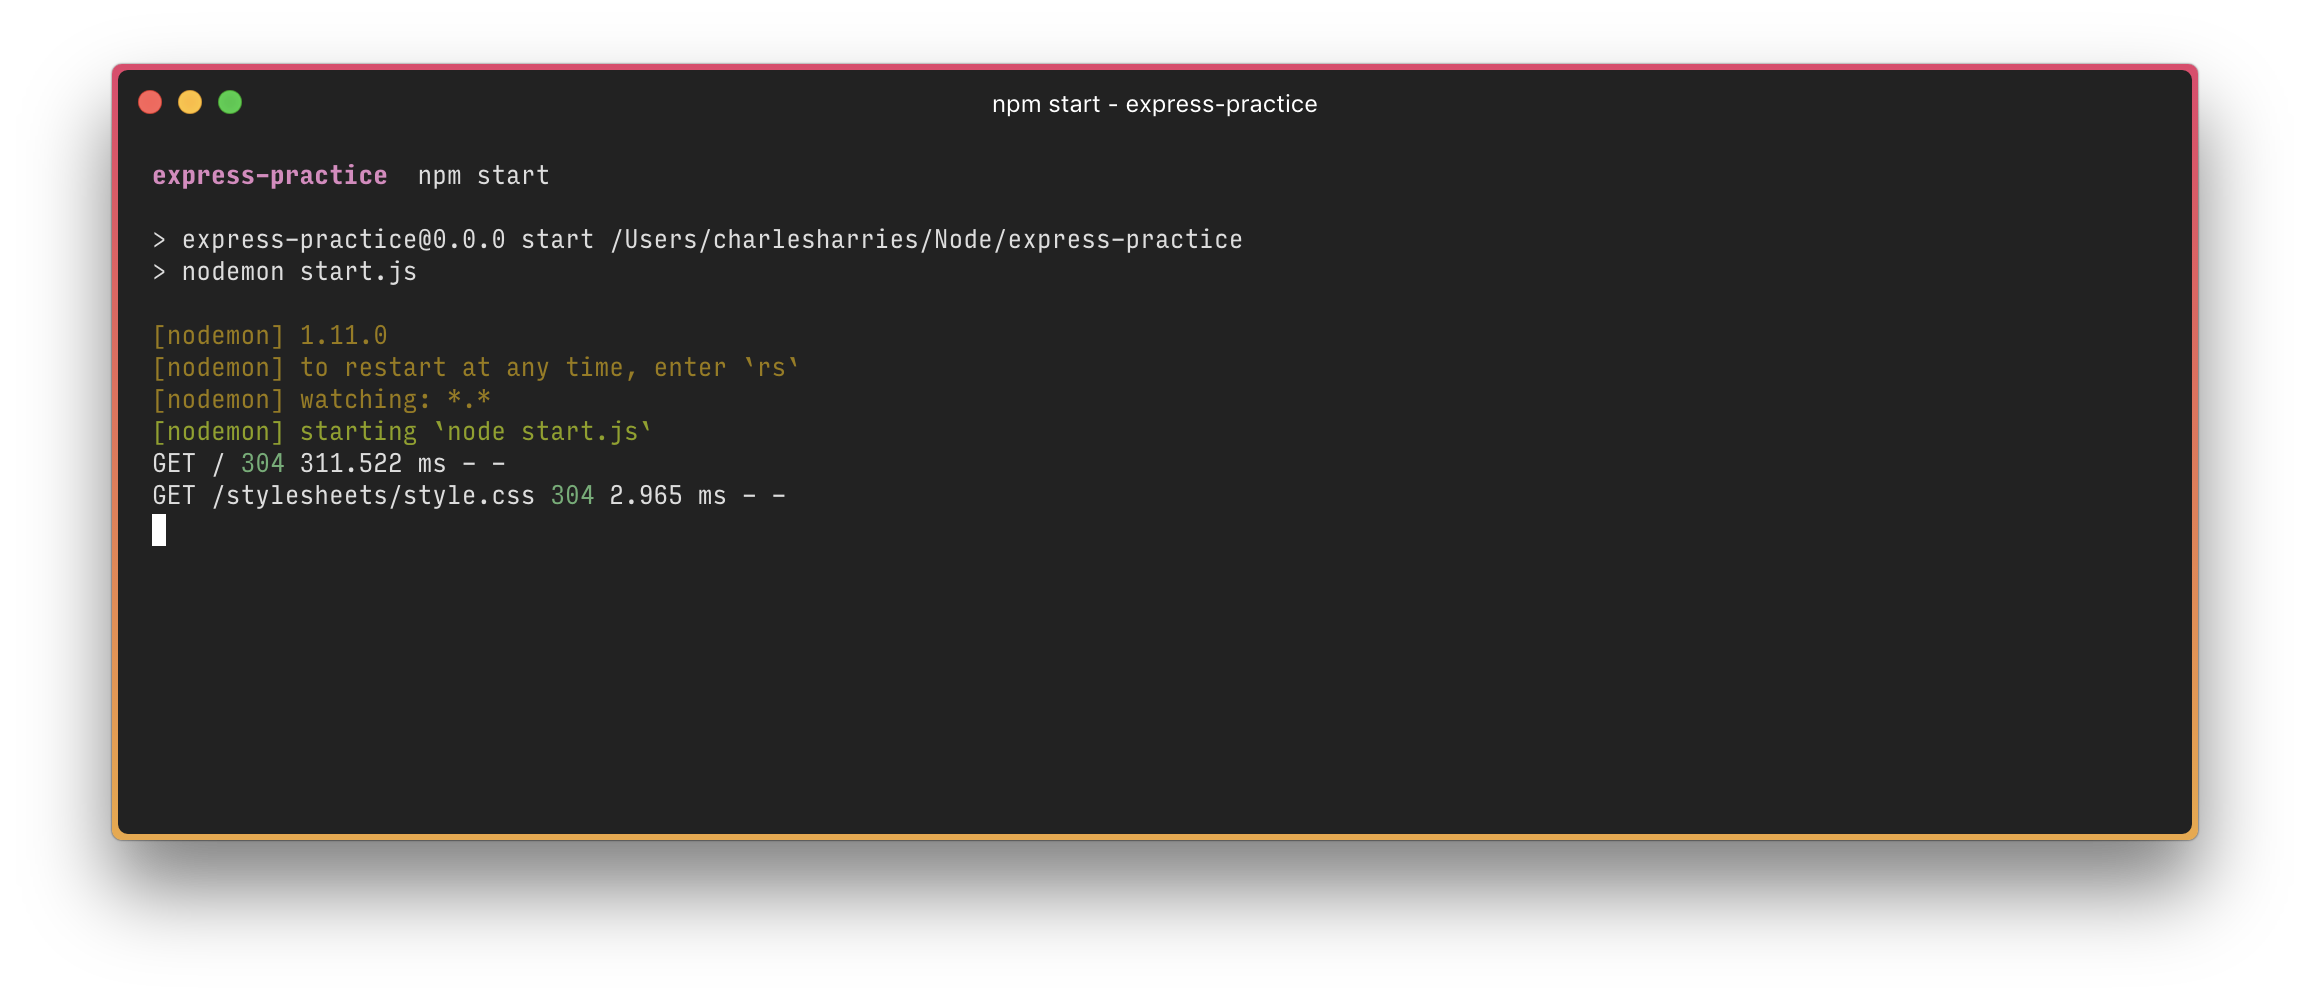 npm start - express-practice
express-practice  npm start
> express-practice@0.0.0 start /Users/charlesharries/Node/express-practice
> nodemon start.js
[nodemon] 1.11.0
[nodemon] to restart at any time, enter `rs`
[nodemon] watching: *.*
[nodemon] starting `node start.js`
GET / 304 311.522 ms - -
GET /stylesheets/style.css 304 2.965 ms - -